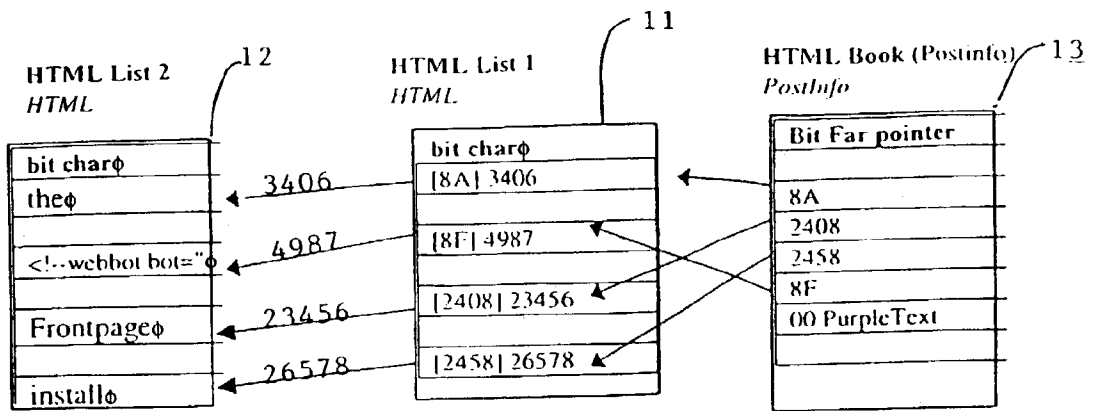 HTML List 2
HTML
12
bit charϕ
theϕ
<!--webbot bot="ϕ
Frontpageϕ
installϕ
3406
4987
23456
26578
HTML List 1
HTML
11
bit charϕ
[8A] 3406
[8F] 4987
[2408] 23456
[2458] 26578
HTML Book (Postinfo)
PostInfo
13
Bit Far pointer
8A
2408
2458
8F
00 PurpleText